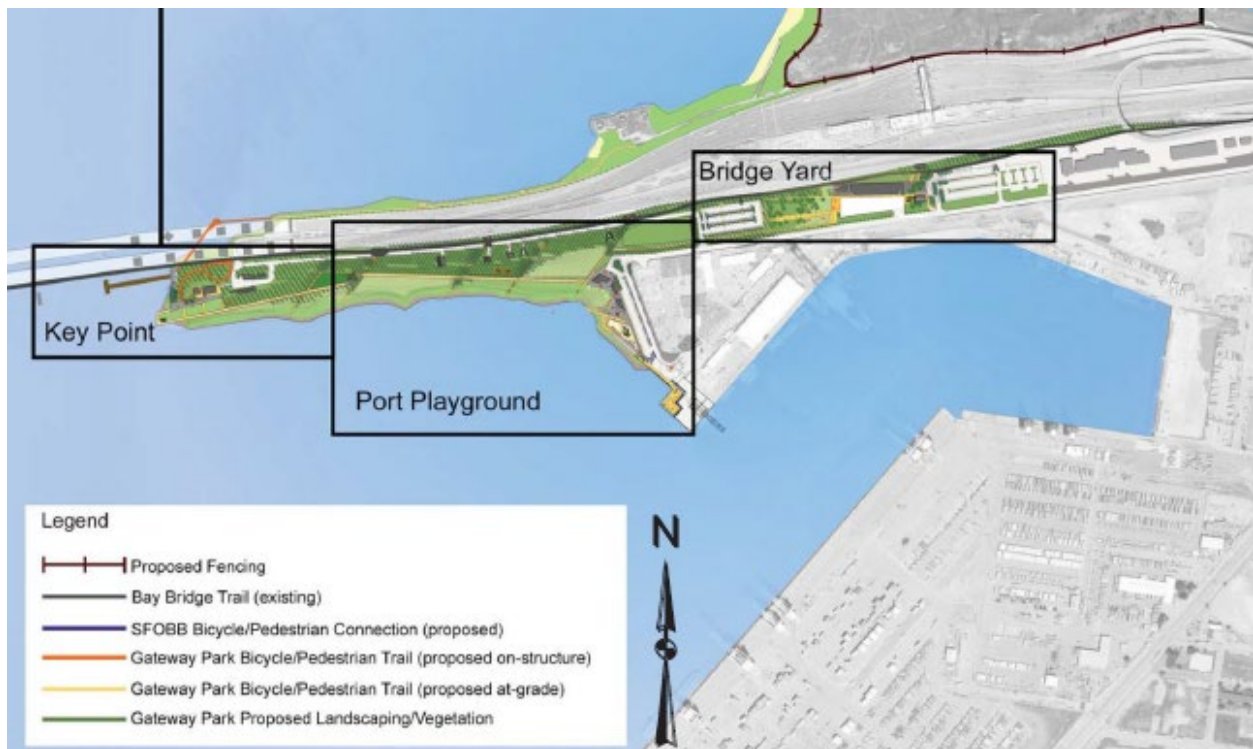 Bridge Yard
Key Point
Port Playground
Legend
Proposed Fencing
Bay Bridge Trail (existing)
SFOBB Bicycle/Pedestrian Connection (proposed)
Gateway Park Bicycle/Pedestrian Trail (proposed on-structure)
Gateway Park Bicycle/Pedestrian Trail (proposed at-grade)
Gateway Park Proposed Landscaping/Vegetation
N